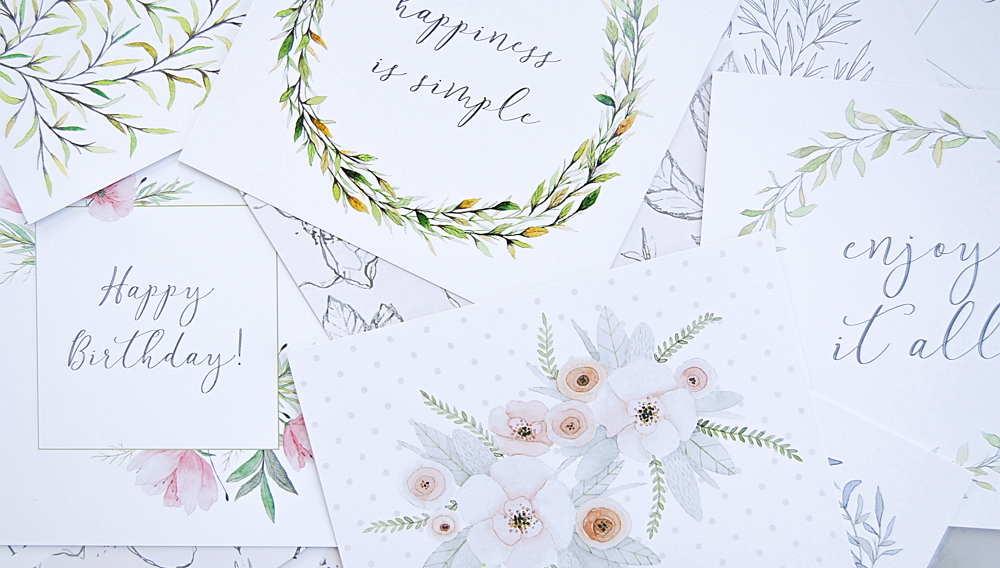 happiness
is simple
Happy
Birthday!
enjoy
it all